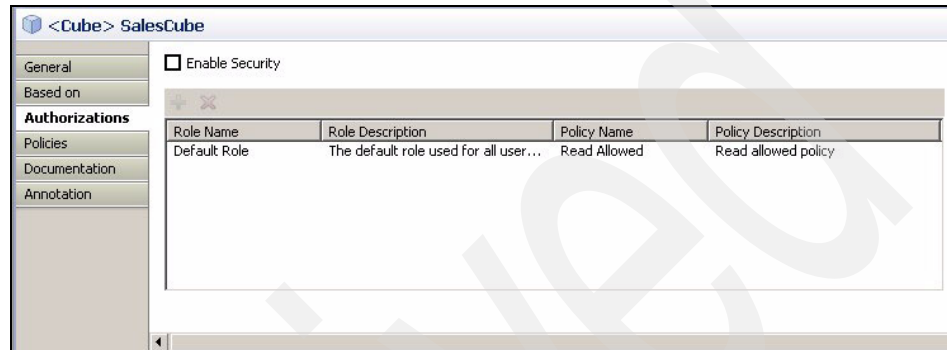 <Cube> SalesCube
General
Based on
Authorizations
Policies
Documentation
Annotation
Enable Security
Role Name Role Description Policy Name Policy Description
Default Role The default role used for all user... Read Allowed Read allowed policy